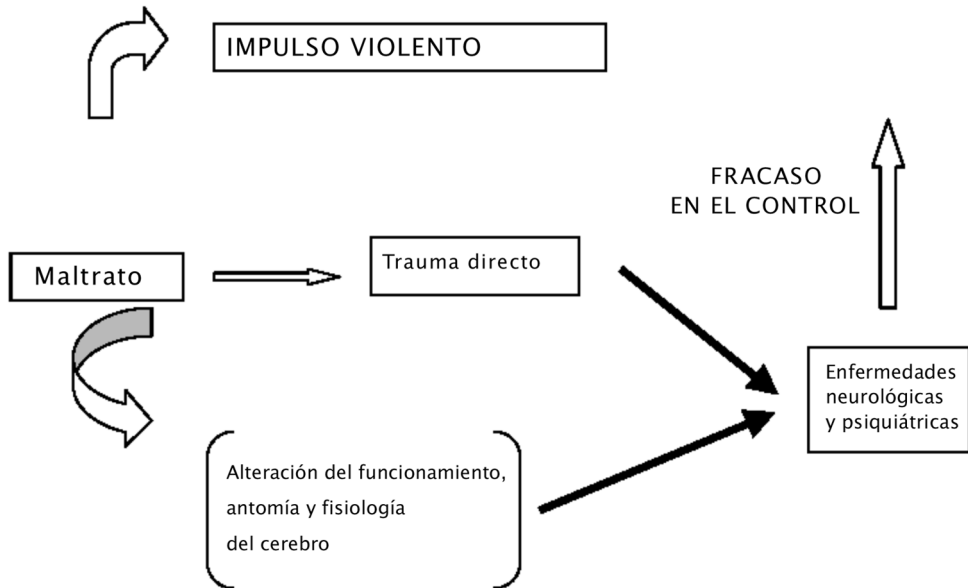 IMPULSO VIOLENTO
FRACASO
EN EL CONTROL
Maltrato
Trauma directo
Enfermedades
neurológicas
y psiquiátricas
Alteración del funcionamiento,
antomía y fisiología
del cerebro